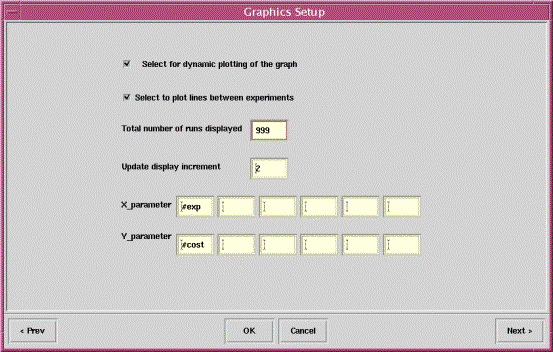 Graphics Setup
Select for dynamic plotting of the graph
Select to plot lines between experiments
Total number of runs displayed 999
Update display increment 2
X_parameter #exp
Y_parameter #cost
< Prev OK Cancel Next >